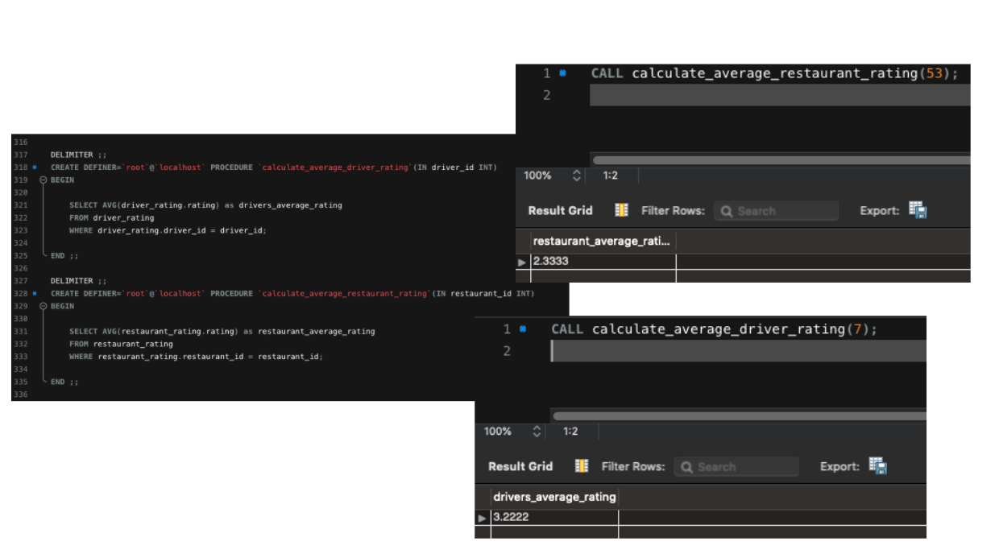 316
317 DELIMITER ;;
318 CREATE DEFINER=`root`@`localhost` PROCEDURE `calculate_average_driver_rating`(IN driver_id INT)
319 BEGIN
320
321 SELECT AVG(driver_rating.rating) as drivers_average_rating
322 FROM driver_rating
323 WHERE driver_rating.driver_id = driver_id;
324
325 END ;;
326
327 DELIMITER ;;
328 CREATE DEFINER=`root`@`localhost` PROCEDURE `calculate_average_restaurant_rating`(IN restaurant_id INT)
329 BEGIN
330
331 SELECT AVG(restaurant_rating.rating) as restaurant_average_rating
332 FROM restaurant_rating
333 WHERE restaurant_rating.restaurant_id = restaurant_id;
334
335 END ;;
336
1 CALL calculate_average_restaurant_rating(53);
2
100% 1:2
Result Grid Filter Rows: Search Export:
restaurant_average_rati...
2.3333
1 CALL calculate_average_driver_rating(7);
2
100% 1:2
Result Grid Filter Rows: Search Export:
drivers_average_rating
3.2222